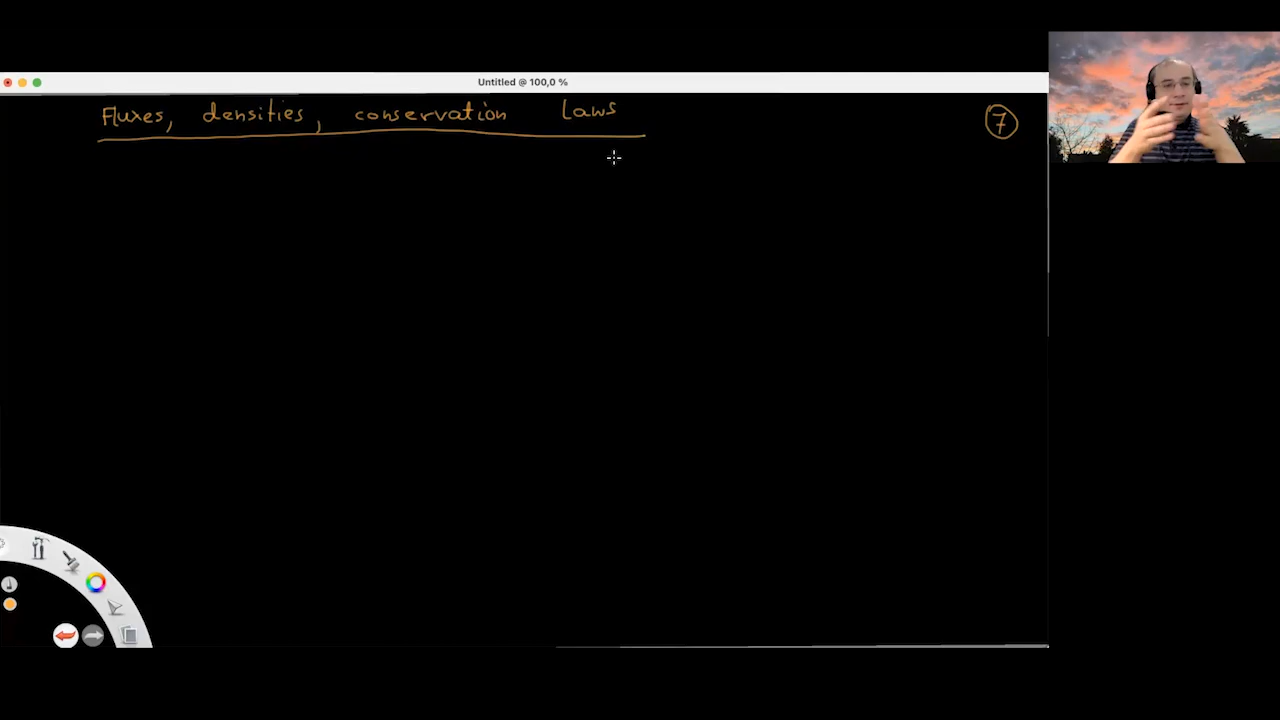 Untitled @ 100,0 %
Fluxes, densities, conservation laws
7